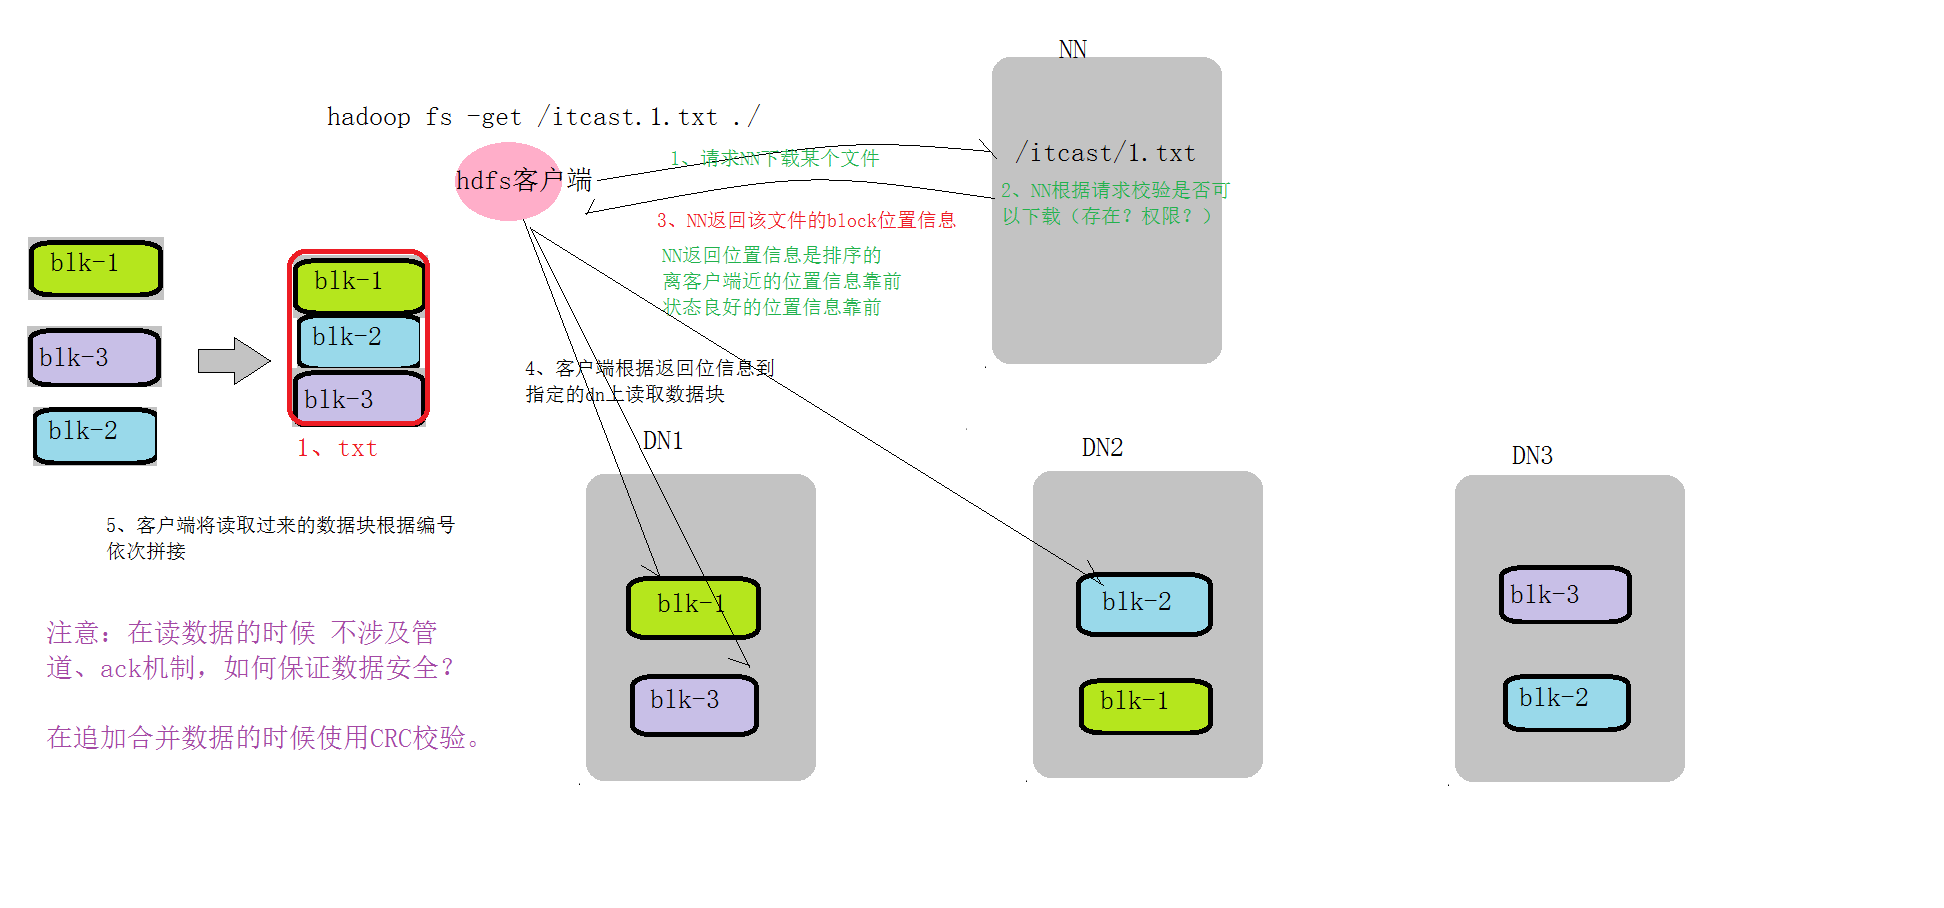 NN
hadoop fs -get /itcast.1.txt ./
hdfs客户端
1、请求NN下载某个文件
/itcast/1.txt
2、NN根据请求校验是否可
以下载（存在？权限？）
3、NN返回该文件的block位置信息
NN返回位置信息是排序的
离客户端近的位置信息靠前
状态良好的位置信息靠前
blk-1
blk-3
blk-2
blk-1
blk-2
blk-3
1、txt
4、客户端根据返回位信息到
指定的dn上读取数据块
DN1
blk-1
blk-3
DN2
blk-2
blk-1
DN3
blk-3
blk-2
5、客户端将读取过来的数据块根据编号
依次拼接
注意：在读数据的时候 不涉及管
道、ack机制，如何保证数据安全？
在追加合并数据的时候使用CRC校验。